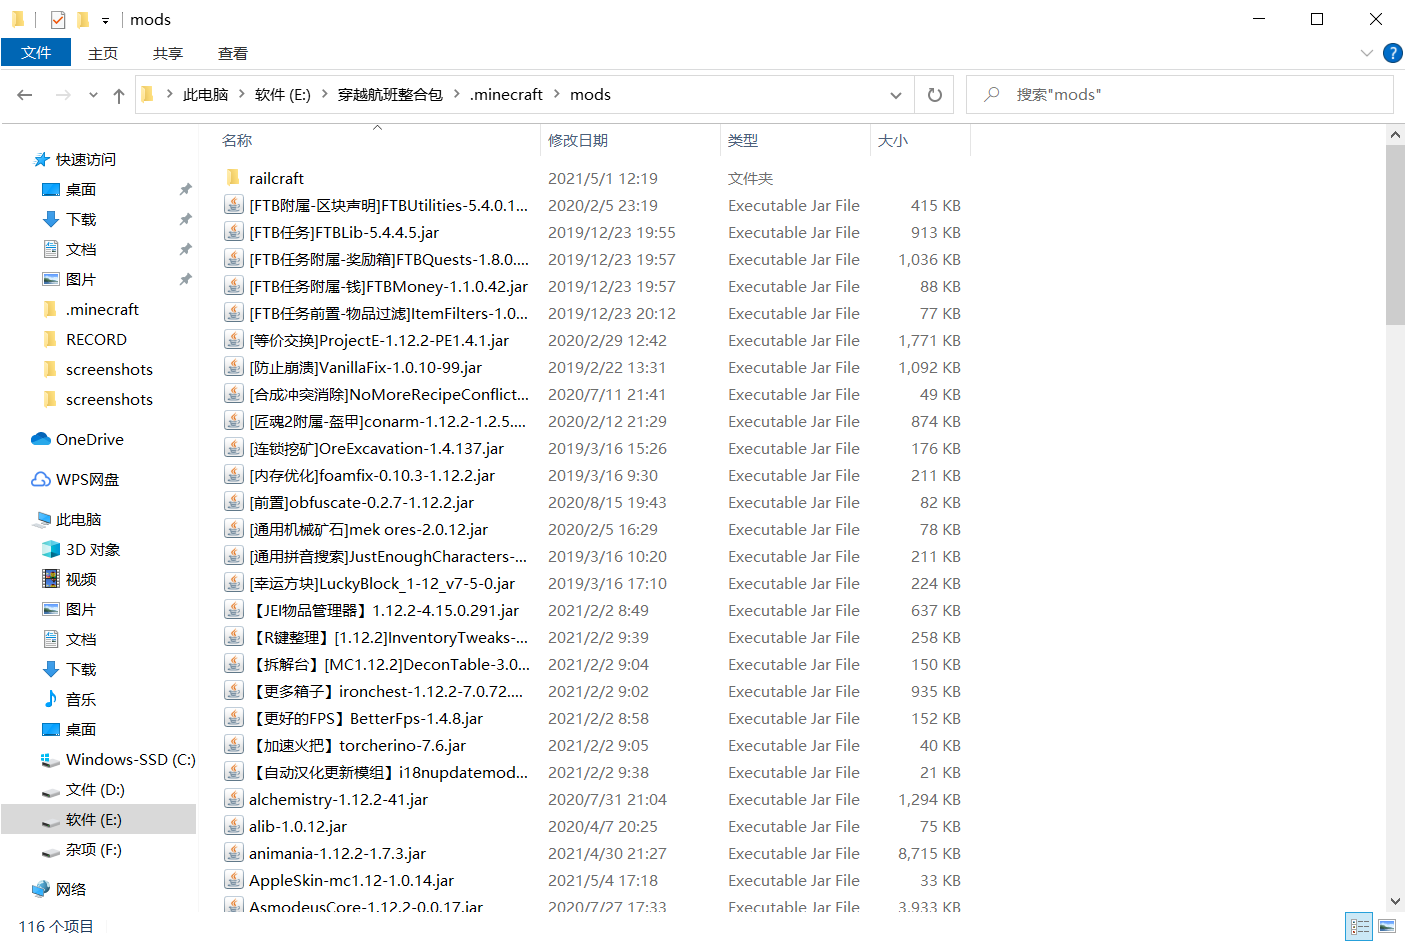 mods
文件 主页 共享 查看
此电脑 软件 (E:) 穿越航班整合包 .minecraft mods 搜索"mods"
快速访问
桌面
下载
文档
图片
.minecraft
RECORD
screenshots
screenshots
OneDrive
WPS网盘
此电脑
3D 对象
视频
图片
文档
下载
音乐
桌面
Windows-SSD (C:)
文件 (D:)
软件 (E:)
杂项 (F:)
网络
名称 修改日期 类型 大小
railcraft 2021/5/1 12:19 文件夹
[FTB附属-区块声明]FTBUtilities-5.4.0.1... 2020/2/5 23:19 Executable Jar File 415 KB
[FTB任务]FTBLib-5.4.4.5.jar 2019/12/23 19:55 Executable Jar File 913 KB
[FTB任务附属-奖励箱]FTBQuests-1.8.0.... 2019/12/23 19:57 Executable Jar File 1,036 KB
[FTB任务附属-钱]FTBMoney-1.1.0.42.jar 2019/12/23 19:57 Executable Jar File 88 KB
[FTB任务前置-物品过滤]ItemFilters-1.0... 2019/12/23 20:12 Executable Jar File 77 KB
[等价交换]ProjectE-1.12.2-PE1.4.1.jar 2020/2/29 12:42 Executable Jar File 1,771 KB
[防止崩溃]VanillaFix-1.0.10-99.jar 2019/2/22 13:31 Executable Jar File 1,092 KB
[合成冲突消除]NoMoreRecipeConflict... 2020/7/11 21:41 Executable Jar File 49 KB
[匠魂2附属-盔甲]conarm-1.12.2-1.2.5.... 2020/2/12 21:29 Executable Jar File 874 KB
[连锁挖矿]OreExcavation-1.4.137.jar 2019/3/16 15:26 Executable Jar File 176 KB
[内存优化]foamfix-0.10.3-1.12.2.jar 2019/3/16 9:30 Executable Jar File 211 KB
[前置]obfuscate-0.2.7-1.12.2.jar 2020/8/15 19:43 Executable Jar File 82 KB
[通用机械矿石]mek ores-2.0.12.jar 2020/2/5 16:29 Executable Jar File 78 KB
[通用拼音搜索]JustEnoughCharacters-... 2019/3/16 10:20 Executable Jar File 211 KB
[幸运方块]LuckyBlock_1-12_v7-5-0.jar 2019/3/16 17:10 Executable Jar File 224 KB
【JEI物品管理器】1.12.2-4.15.0.291.jar 2021/2/2 8:49 Executable Jar File 637 KB
【R键整理】[1.12.2]InventoryTweaks-... 2021/2/2 9:39 Executable Jar File 258 KB
【拆解台】[MC1.12.2]DeconTable-3.0... 2021/2/2 9:04 Executable Jar File 150 KB
【更多箱子】ironchest-1.12.2-7.0.72.... 2021/2/2 9:02 Executable Jar File 935 KB
【更好的FPS】BetterFps-1.4.8.jar 2021/2/2 8:58 Executable Jar File 152 KB
【加速火把】torcherino-7.6.jar 2021/2/2 9:05 Executable Jar File 40 KB
【自动汉化更新模组】i18nupdatemod... 2021/2/2 9:38 Executable Jar File 21 KB
alchemistry-1.12.2-41.jar 2020/7/31 21:04 Executable Jar File 1,294 KB
alib-1.0.12.jar 2020/4/7 20:25 Executable Jar File 75 KB
animania-1.12.2-1.7.3.jar 2021/4/30 21:27 Executable Jar File 8,715 KB
AppleSkin-mc1.12-1.0.14.jar 2021/5/4 17:18 Executable Jar File 33 KB
AsmodeusCore-1.12.2-0.0.17.jar 2020/7/27 17:33 Executable Jar File 3,933 KB
116 个项目